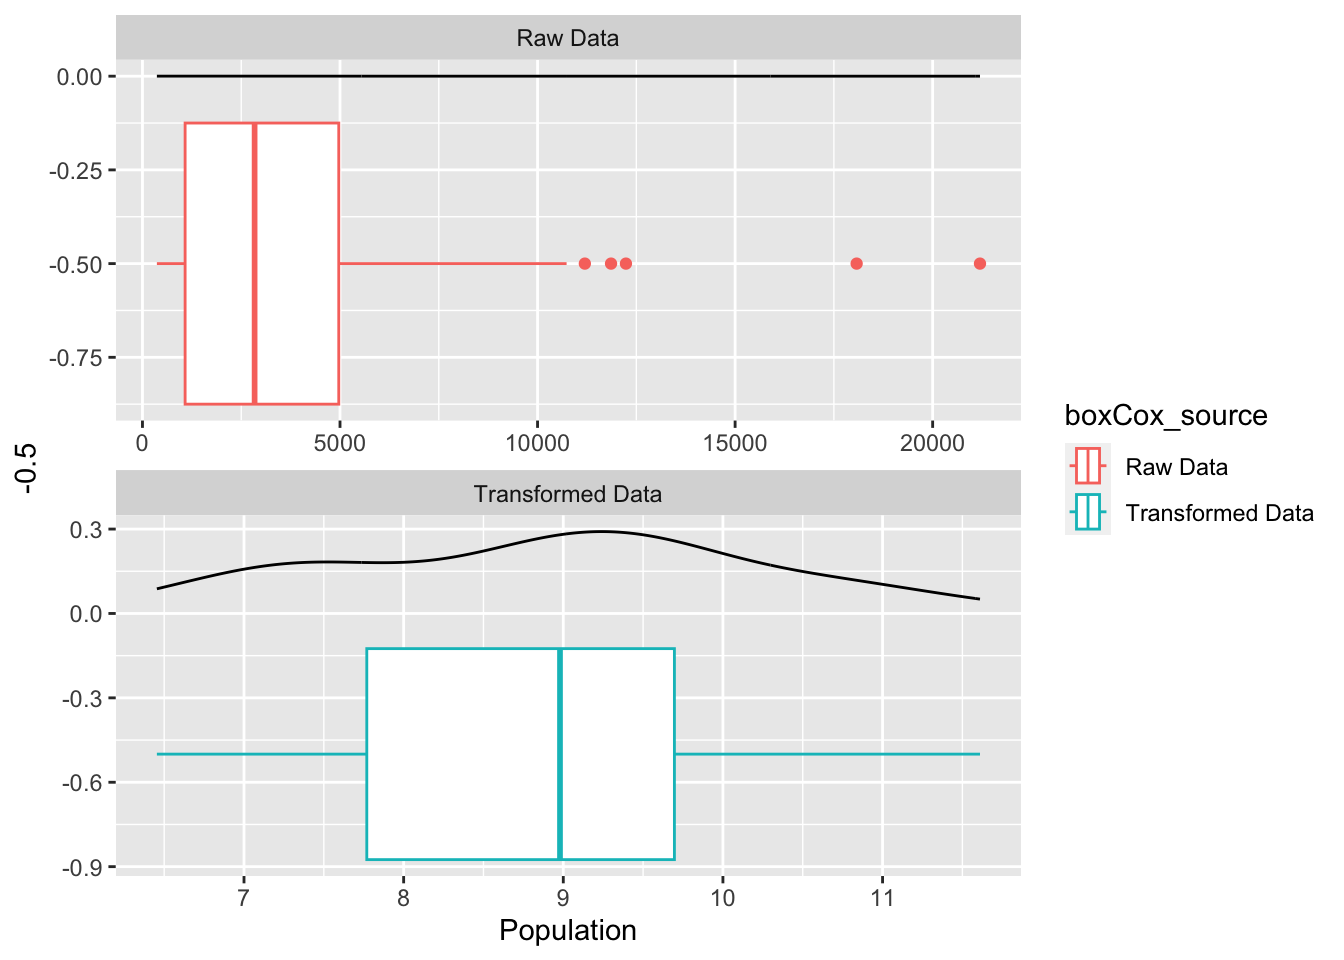 Raw Data
0.00
-0.25
-0.50
-0.75
0 5000 10000 15000 20000
-0.5
Transformed Data
0.3
0.0
-0.3
-0.6
-0.9
7 8 9 10 11
Population
boxCox_source
Raw Data
Transformed Data